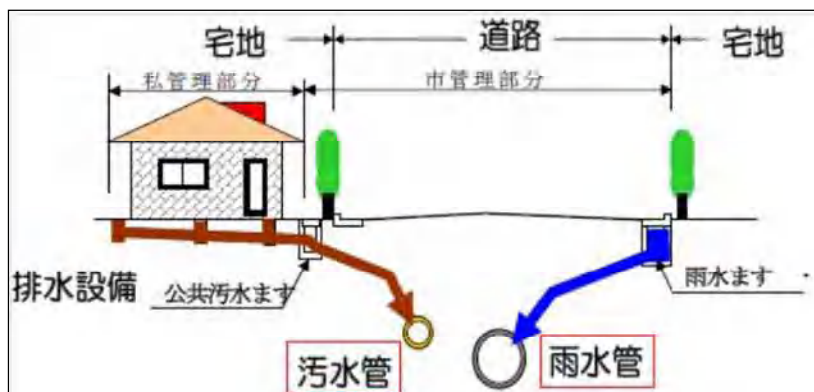 宅地
道路
宅地
私管理部分
市管理部分
排水設備
公共汚水ます
雨水ます
汚水管
雨水管